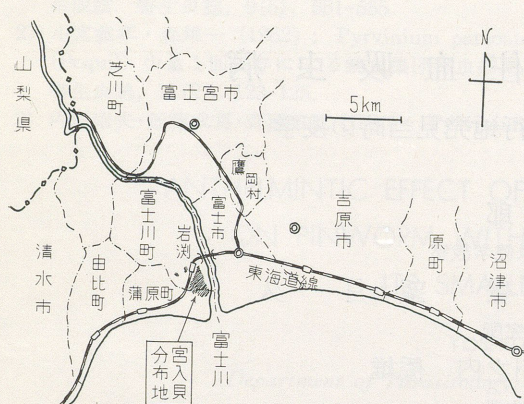 山梨県
芝川町
富士宮市
N
5km
鷹岡村
富士川町
岩淵
富士市
吉原市
原町
沼津市
清水市
由比町
蒲原町
東海道線
富士川
宮入貝
分布地